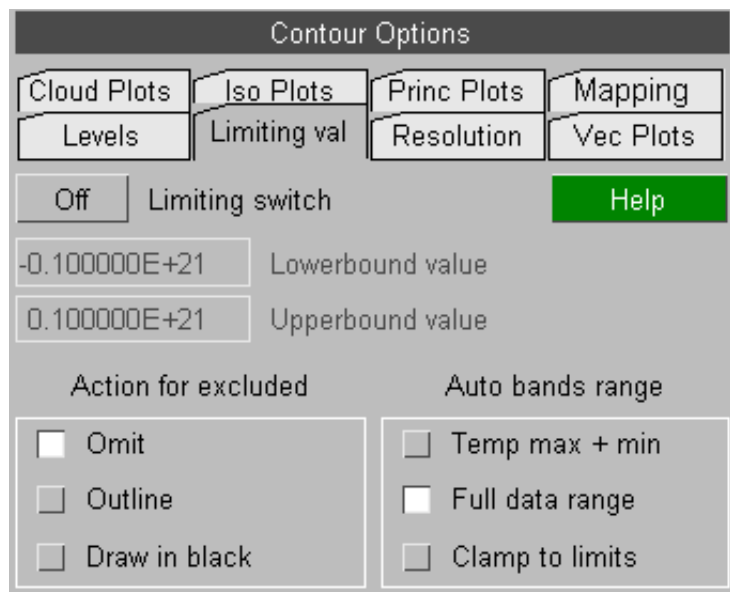 Contour Options
Cloud Plots Iso Plots Princ Plots Mapping
Levels Limiting val Resolution Vec Plots
Off Limiting switch Help
-0.100000E+21 Lowerbound value
0.100000E+21 Upperbound value
Action for excluded Auto bands range
Omit Temp max + min
Outline Full data range
Draw in black Clamp to limits